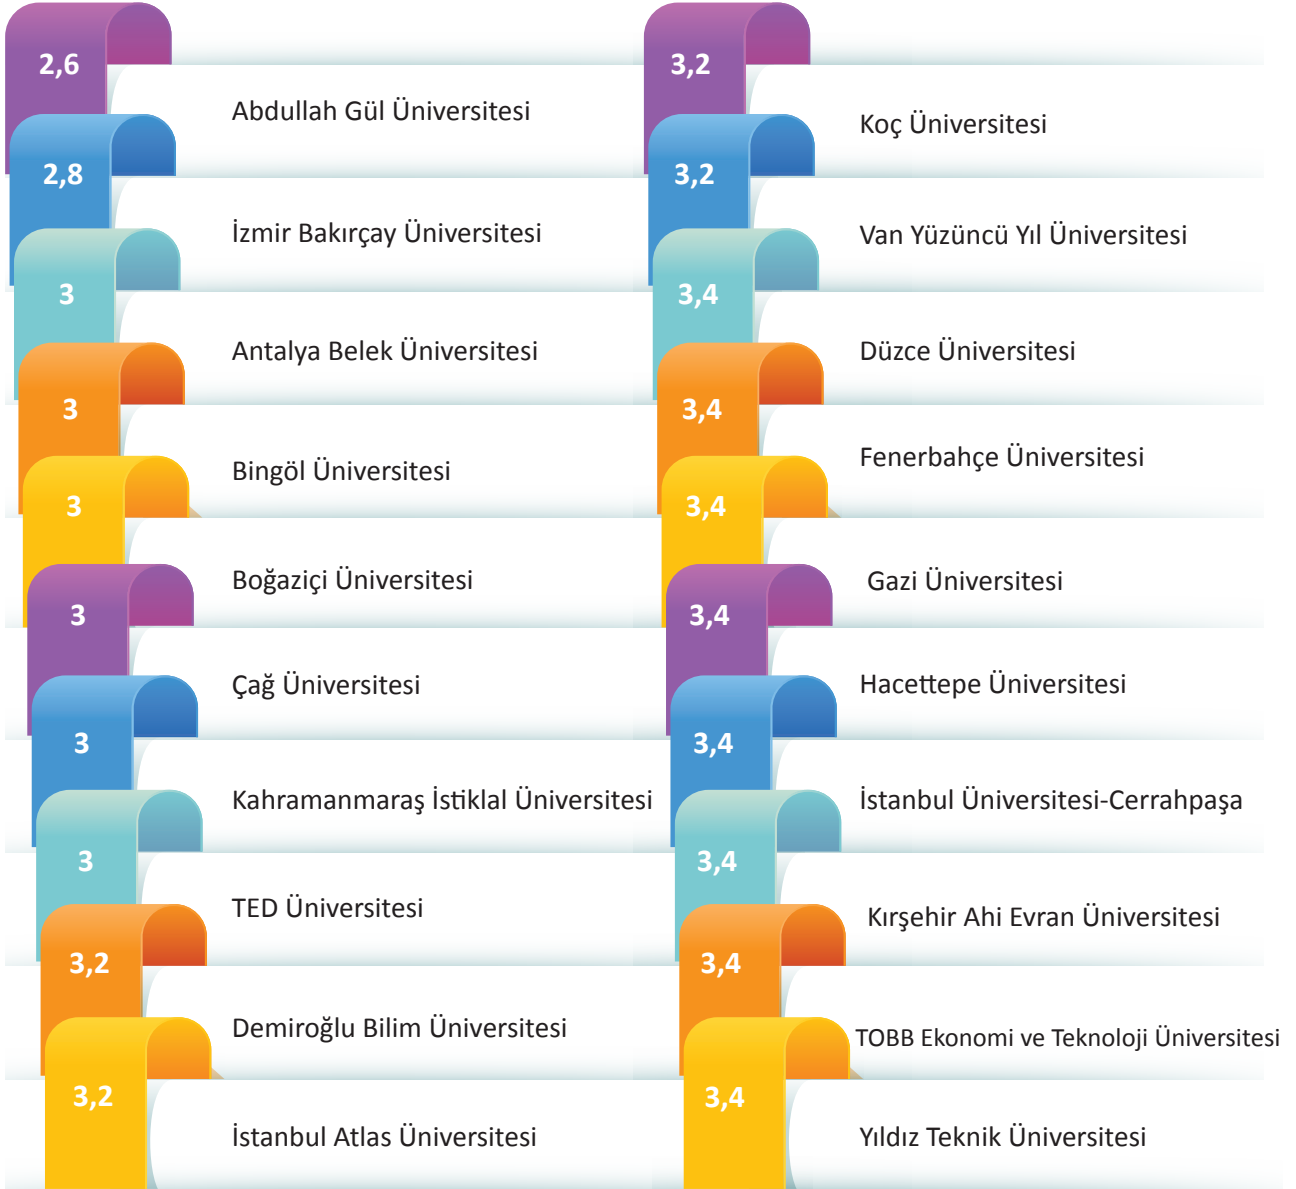 2,6
Abdullah Gül Üniversitesi
2,8
İzmir Bakırçay Üniversitesi
3
Antalya Belek Üniversitesi
3
Bingöl Üniversitesi
3
Boğaziçi Üniversitesi
3
Çağ Üniversitesi
3
Kahramanmaraş İstiklal Üniversitesi
3
TED Üniversitesi
3,2
Demiroğlu Bilim Üniversitesi
3,2
İstanbul Atlas Üniversitesi
3,2
Koç Üniversitesi
3,2
Van Yüzüncü Yıl Üniversitesi
3,4
Düzce Üniversitesi
3,4
Fenerbahçe Üniversitesi
3,4
Gazi Üniversitesi
3,4
Hacettepe Üniversitesi
3,4
İstanbul Üniversitesi-Cerrahpaşa
3,4
Kırşehir Ahi Evran Üniversitesi
3,4
TOBB Ekonomi ve Teknoloji Üniversitesi
3,4
Yıldız Teknik Üniversitesi